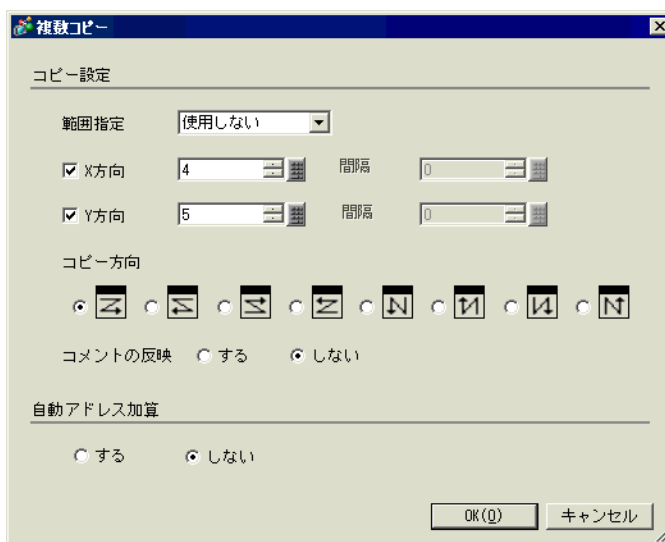 複数コピー
コピー設定
範囲指定 使用しない
X方向 4 間隔 0
Y方向 5 間隔 0
コピー方向
コメントの反映 する しない
自動アドレス加算
する しない
OK(O) キャンセル